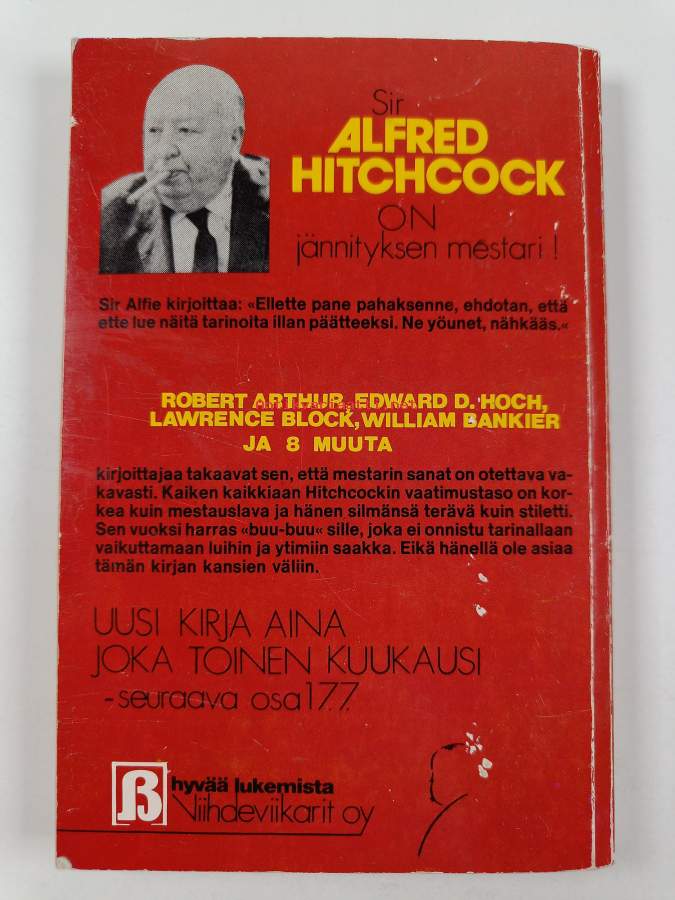 Sir
ALFRED
HITCHCOCK
ON
jännityksen mestari!
Sir Alfie kirjoittaa: «Ellette pane pahaksenne, ehdotan, että
ette lue näitä tarinoita illan päätteeksi. Ne yöunet, nähkääs.«
ROBERT ARTHUR, EDWARD D. HOCH,
LAWRENCE BLOCK, WILLIAM BANKIER
JA 8 MUUTA
kirjoittajaa takaavat sen, että mestarin sanat on otettava va-
kavasti. Kaiken kaikkiaan Hitchcockin vaatimustaso on kor-
kea kuin mestauslava ja hänen silmänsä terävä kuin stiletti.
Sen vuoksi harras «buu-buu« sille, joka ei onnistu tarinallaan
vaikuttamaan luihin ja ytimiin saakka. Eikä hänellä ole asiaa
tämän kirjan kansien väliin.
UUSI KIRJA AINA
JOKA TOINEN KUUKAUSI
-seuraava osa 17.7.
hyvää lukemista
Viihdeviikarit oy